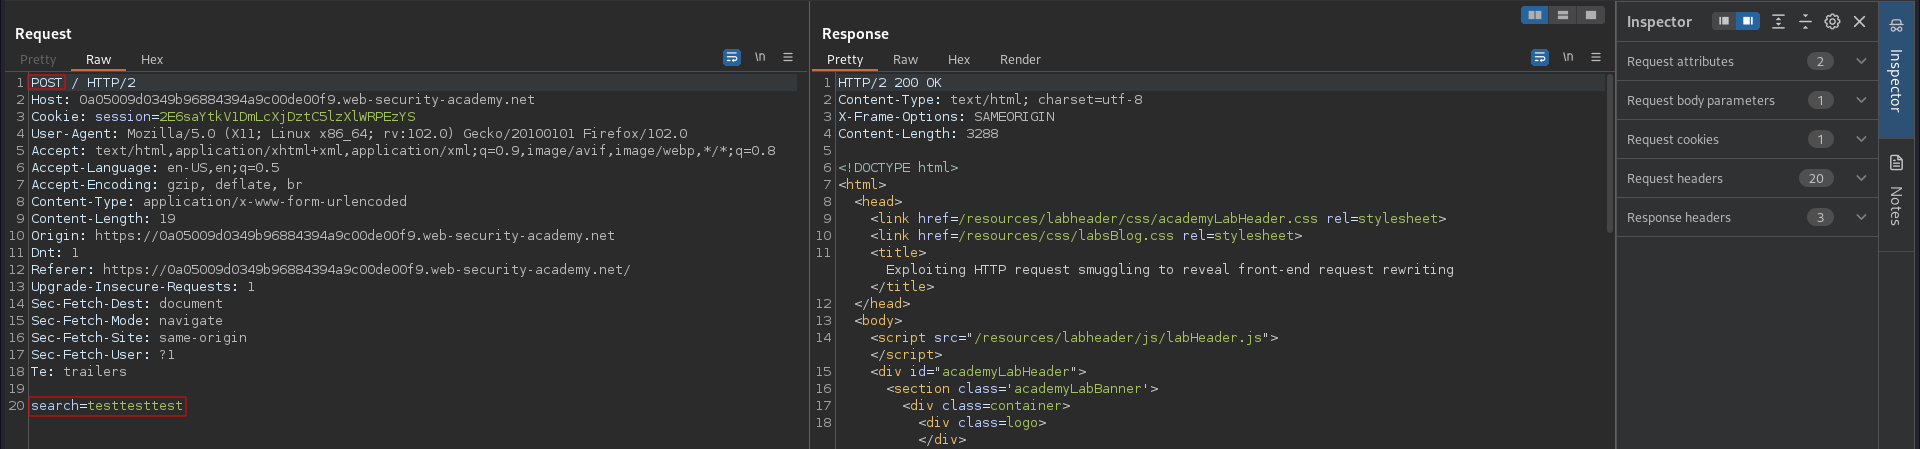 Request
Pretty Raw Hex
\n
1 POST / HTTP/2
2 Host: 0a05009d0349b96884394a9c00de00f9.web-security-academy.net
3 Cookie: session=2E6saYtkV1DmLcXjDztC5lzXlWRPEzYS
4 User-Agent: Mozilla/5.0 (X11; Linux x86_64; rv:102.0) Gecko/20100101 Firefox/102.0
5 Accept: text/html,application/xhtml+xml,application/xml;q=0.9,image/avif,image/webp,*/*;q=0.8
6 Accept-Language: en-US,en;q=0.5
7 Accept-Encoding: gzip, deflate, br
8 Content-Type: application/x-www-form-urlencoded
9 Content-Length: 19
10 Origin: https://0a05009d0349b96884394a9c00de00f9.web-security-academy.net
11 Dnt: 1
12 Referer: https://0a05009d0349b96884394a9c00de00f9.web-security-academy.net/
13 Upgrade-Insecure-Requests: 1
14 Sec-Fetch-Dest: document
15 Sec-Fetch-Mode: navigate
16 Sec-Fetch-Site: same-origin
17 Sec-Fetch-User: ?1
18 Te: trailers
19
20 search=testtesttest
Response
Pretty Raw Hex Render
\n
1 HTTP/2 200 OK
2 Content-Type: text/html; charset=utf-8
3 X-Frame-Options: SAMEORIGIN
4 Content-Length: 3288
5
6 <!DOCTYPE html>
7 <html>
8 <head>
9 <link href=/resources/labheader/css/academyLabHeader.css rel=stylesheet>
10 <link href=/resources/css/labsBlog.css rel=stylesheet>
11 <title>
Exploiting HTTP request smuggling to reveal front-end request rewriting
</title>
12 </head>
13 <body>
14 <script src="/resources/labheader/js/labHeader.js">
</script>
15 <div id="academyLabHeader">
16 <section class='academyLabBanner'>
17 <div class=container>
18 <div class=logo>
</div>
Inspector
Request attributes 2
Request body parameters 1
Request cookies 1
Request headers 20
Response headers 3
Inspector
Notes